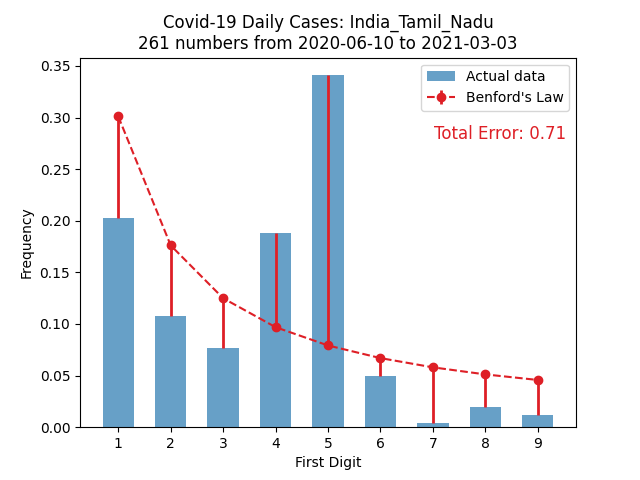 Covid-19 Daily Cases: India_Tamil_Nadu
261 numbers from 2020-06-10 to 2021-03-03
Actual data
Benford's Law
Total Error: 0.71
Frequency
0.35
0.30
0.25
0.20
0.15
0.10
0.05
0.00
1 2 3 4 5 6 7 8 9
First Digit